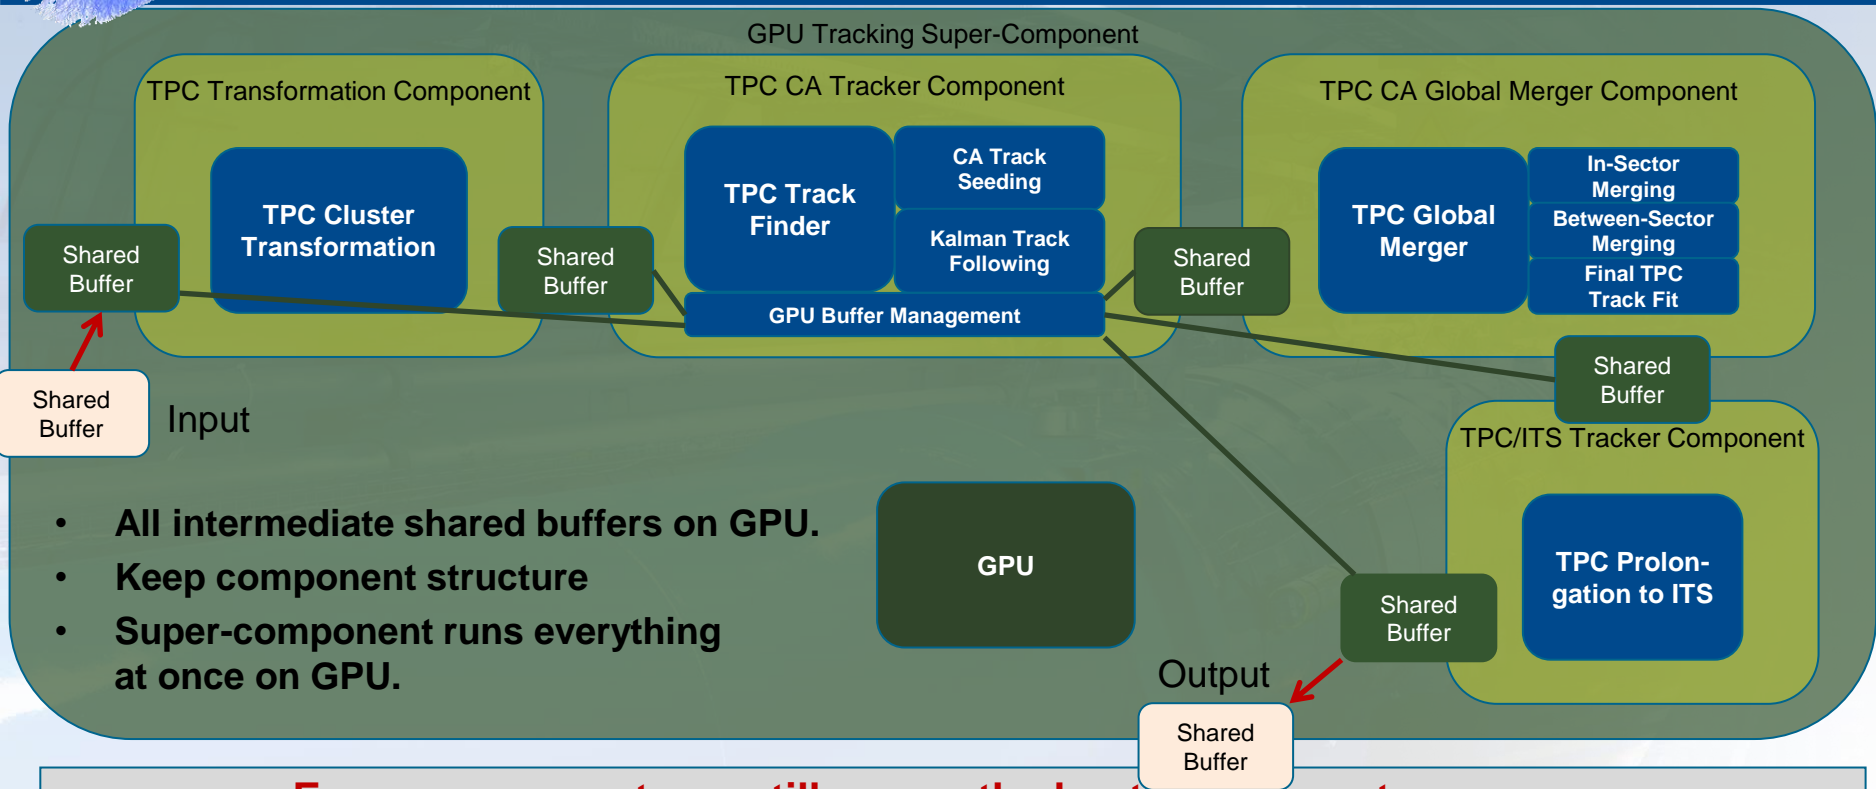 GPU Tracking Super-Component
TPC Transformation Component
TPC CA Tracker Component
TPC CA Global Merger Component
TPC Cluster
Transformation
TPC Track
Finder
CA Track
Seeding
Kalman Track
Following
GPU Buffer Management
TPC Global
Merger
In-Sector
Merging
Between-Sector
Merging
Final TPC
Track Fit
Shared
Buffer
Shared
Buffer
Shared
Buffer
Shared
Buffer
Shared
Buffer
Input
TPC/ITS Tracker Component
TPC Prolon-
gation to ITS
• All intermediate shared buffers on GPU.
• Keep component structure
• Super-component runs everything
at once on GPU.
GPU
Shared
Buffer
Output
Shared
Buffer